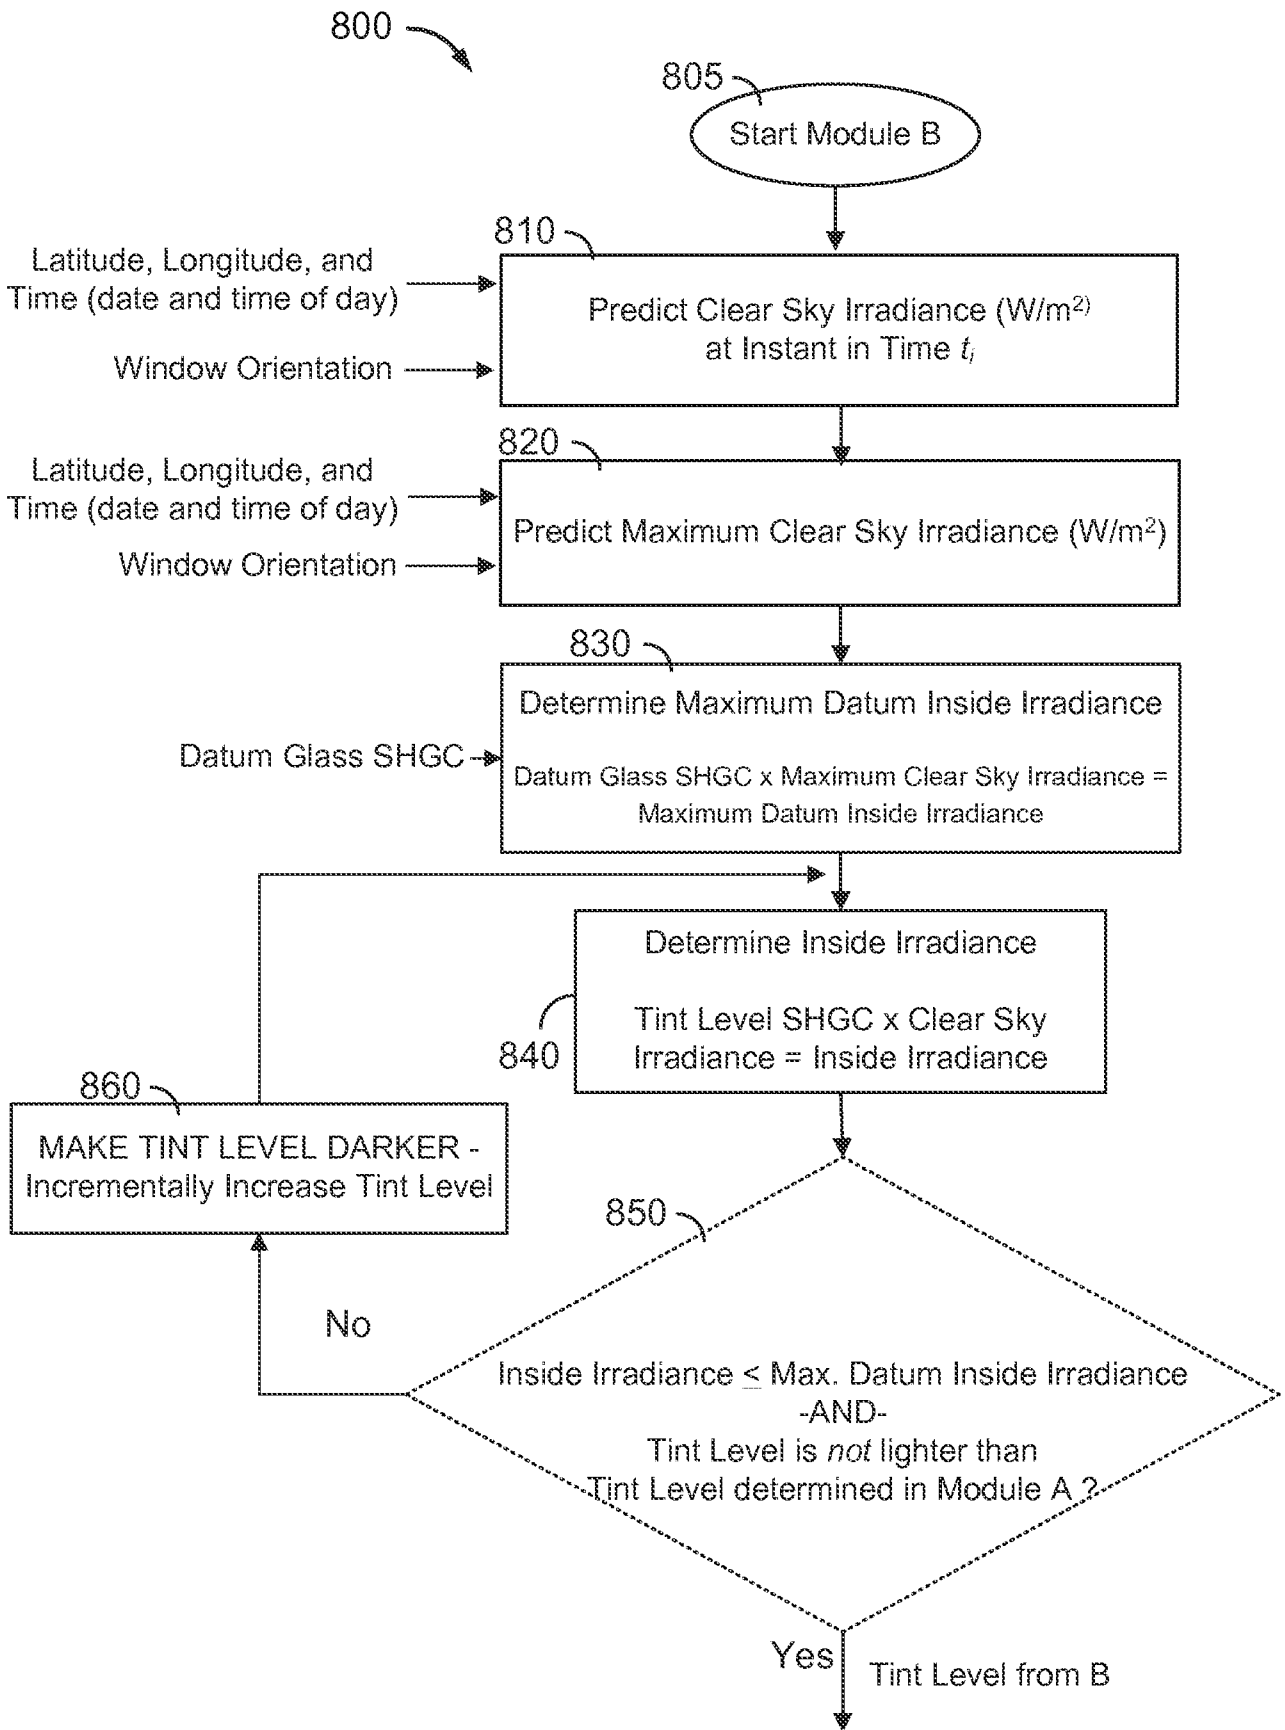 800
805
Start Module B
810
Latitude, Longitude, and
Time (date and time of day)
Window Orientation
Predict Clear Sky Irradiance (W/m²⁾
at Instant in Time tᵢ
820
Latitude, Longitude, and
Time (date and time of day)
Window Orientation
Predict Maximum Clear Sky Irradiance (W/m²)
830
Determine Maximum Datum Inside Irradiance
Datum Glass SHGC
Datum Glass SHGC x Maximum Clear Sky Irradiance =
Maximum Datum Inside Irradiance
Determine Inside Irradiance
Tint Level SHGC x Clear Sky
Irradiance = Inside Irradiance
840
860
MAKE TINT LEVEL DARKER -
Incrementally Increase Tint Level
850
No
Inside Irradiance ≤ Max. Datum Inside Irradiance
-AND-
Tint Level is not lighter than
Tint Level determined in Module A ?
Yes
Tint Level from B